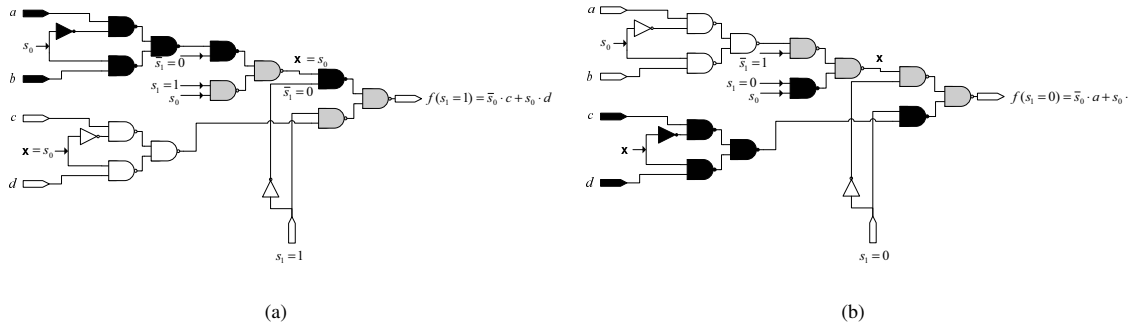 a
s₀
b
s̄₁ = 0
s₁ = 1
s₀
x = s₀
s̄₁ = 0
f(s₁ = 1) = s̄₀ · c + s₀ · d
c
x = s₀
d
s₁ = 1
(a)
a
s₀
b
s̄₁ = 1
s₁ = 0
s₀
x
f(s₁ = 0) = s̄₀ · a + s₀ ·
c
x
d
s₁ = 0
(b)